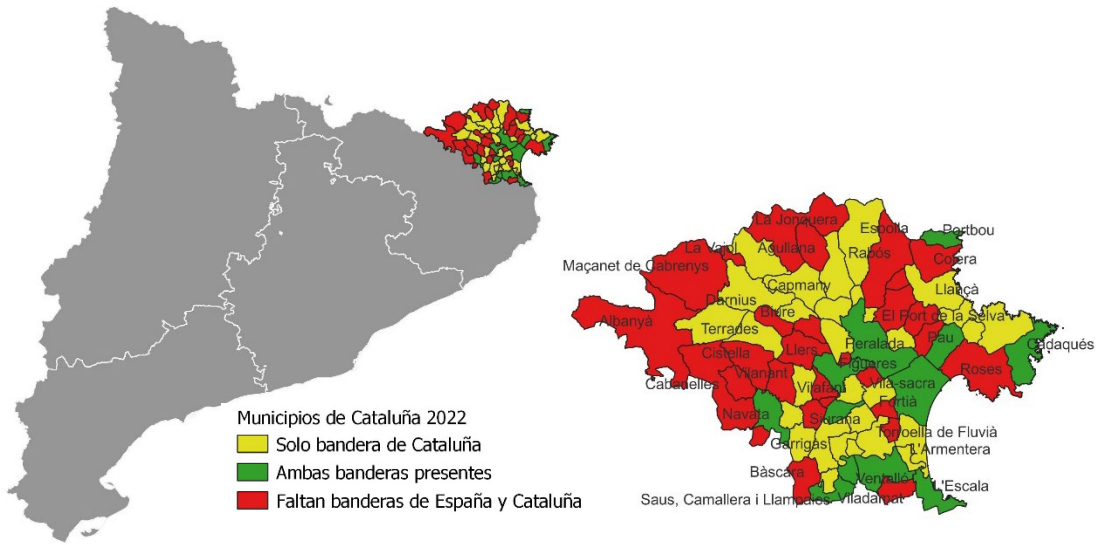 Municipios de Cataluña 2022
Solo bandera de Cataluña
Ambas banderas presentes
Faltan banderas de España y Cataluña
La Jonquera
Espolla
Portbou
La Vajol
Agullana
Rabós
Colera
Maçanet de Cabrenys
Capmany
Llançà
Darnius
Albanyà
Biure
El Port de la Selva
Terrades
Peralada
Pau
Cadaqués
Cistella
Llers
Figueres
Roses
Cabanelles
Vilanant
Vilafant
Vila-sacra
Fortià
Navata
Siurana
Torroella de Fluvià
Garrigàs
L'Armentera
Bàscara
Ventalló
L'Escala
Saus, Camallera i Llampaies
Viladamat